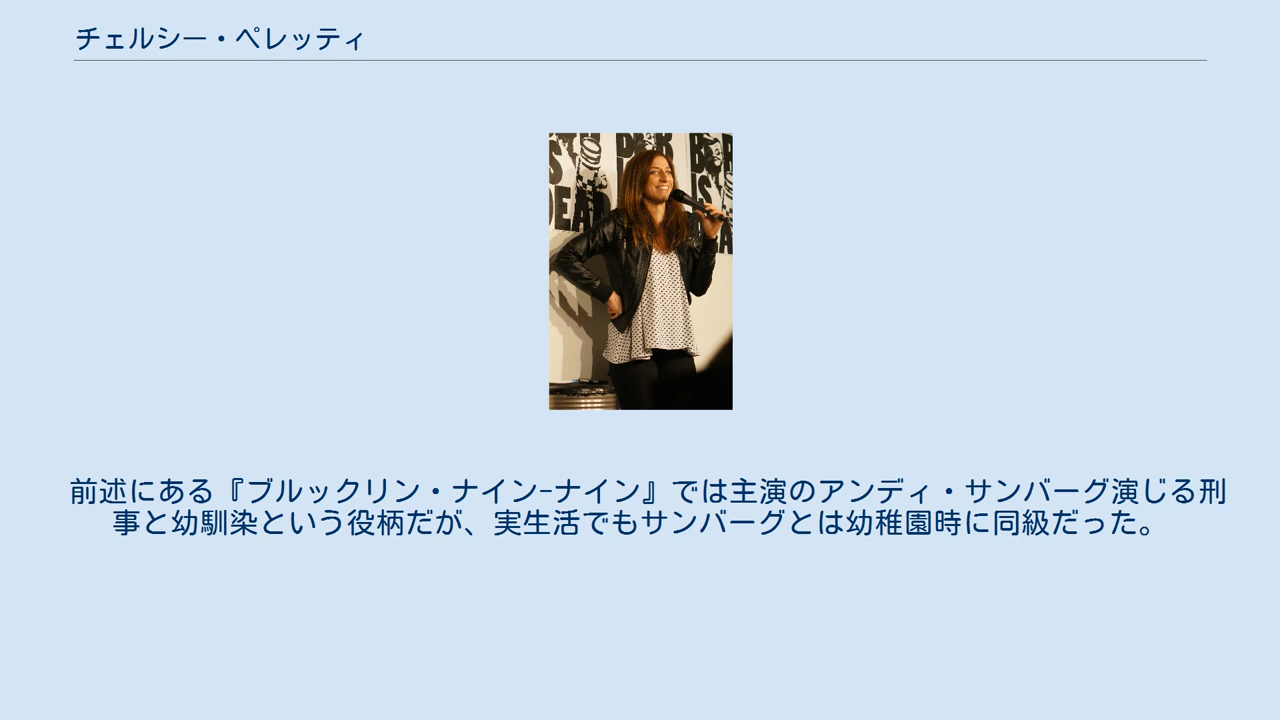 チェルシー・ペレッティ
IS
DEAD
IS
前述にある『ブルックリン・ナイン-ナイン』では主演のアンディ・サンバーグ演じる刑
事と幼馴染という役柄だが、実生活でもサンバーグとは幼稚園時に同級だった。